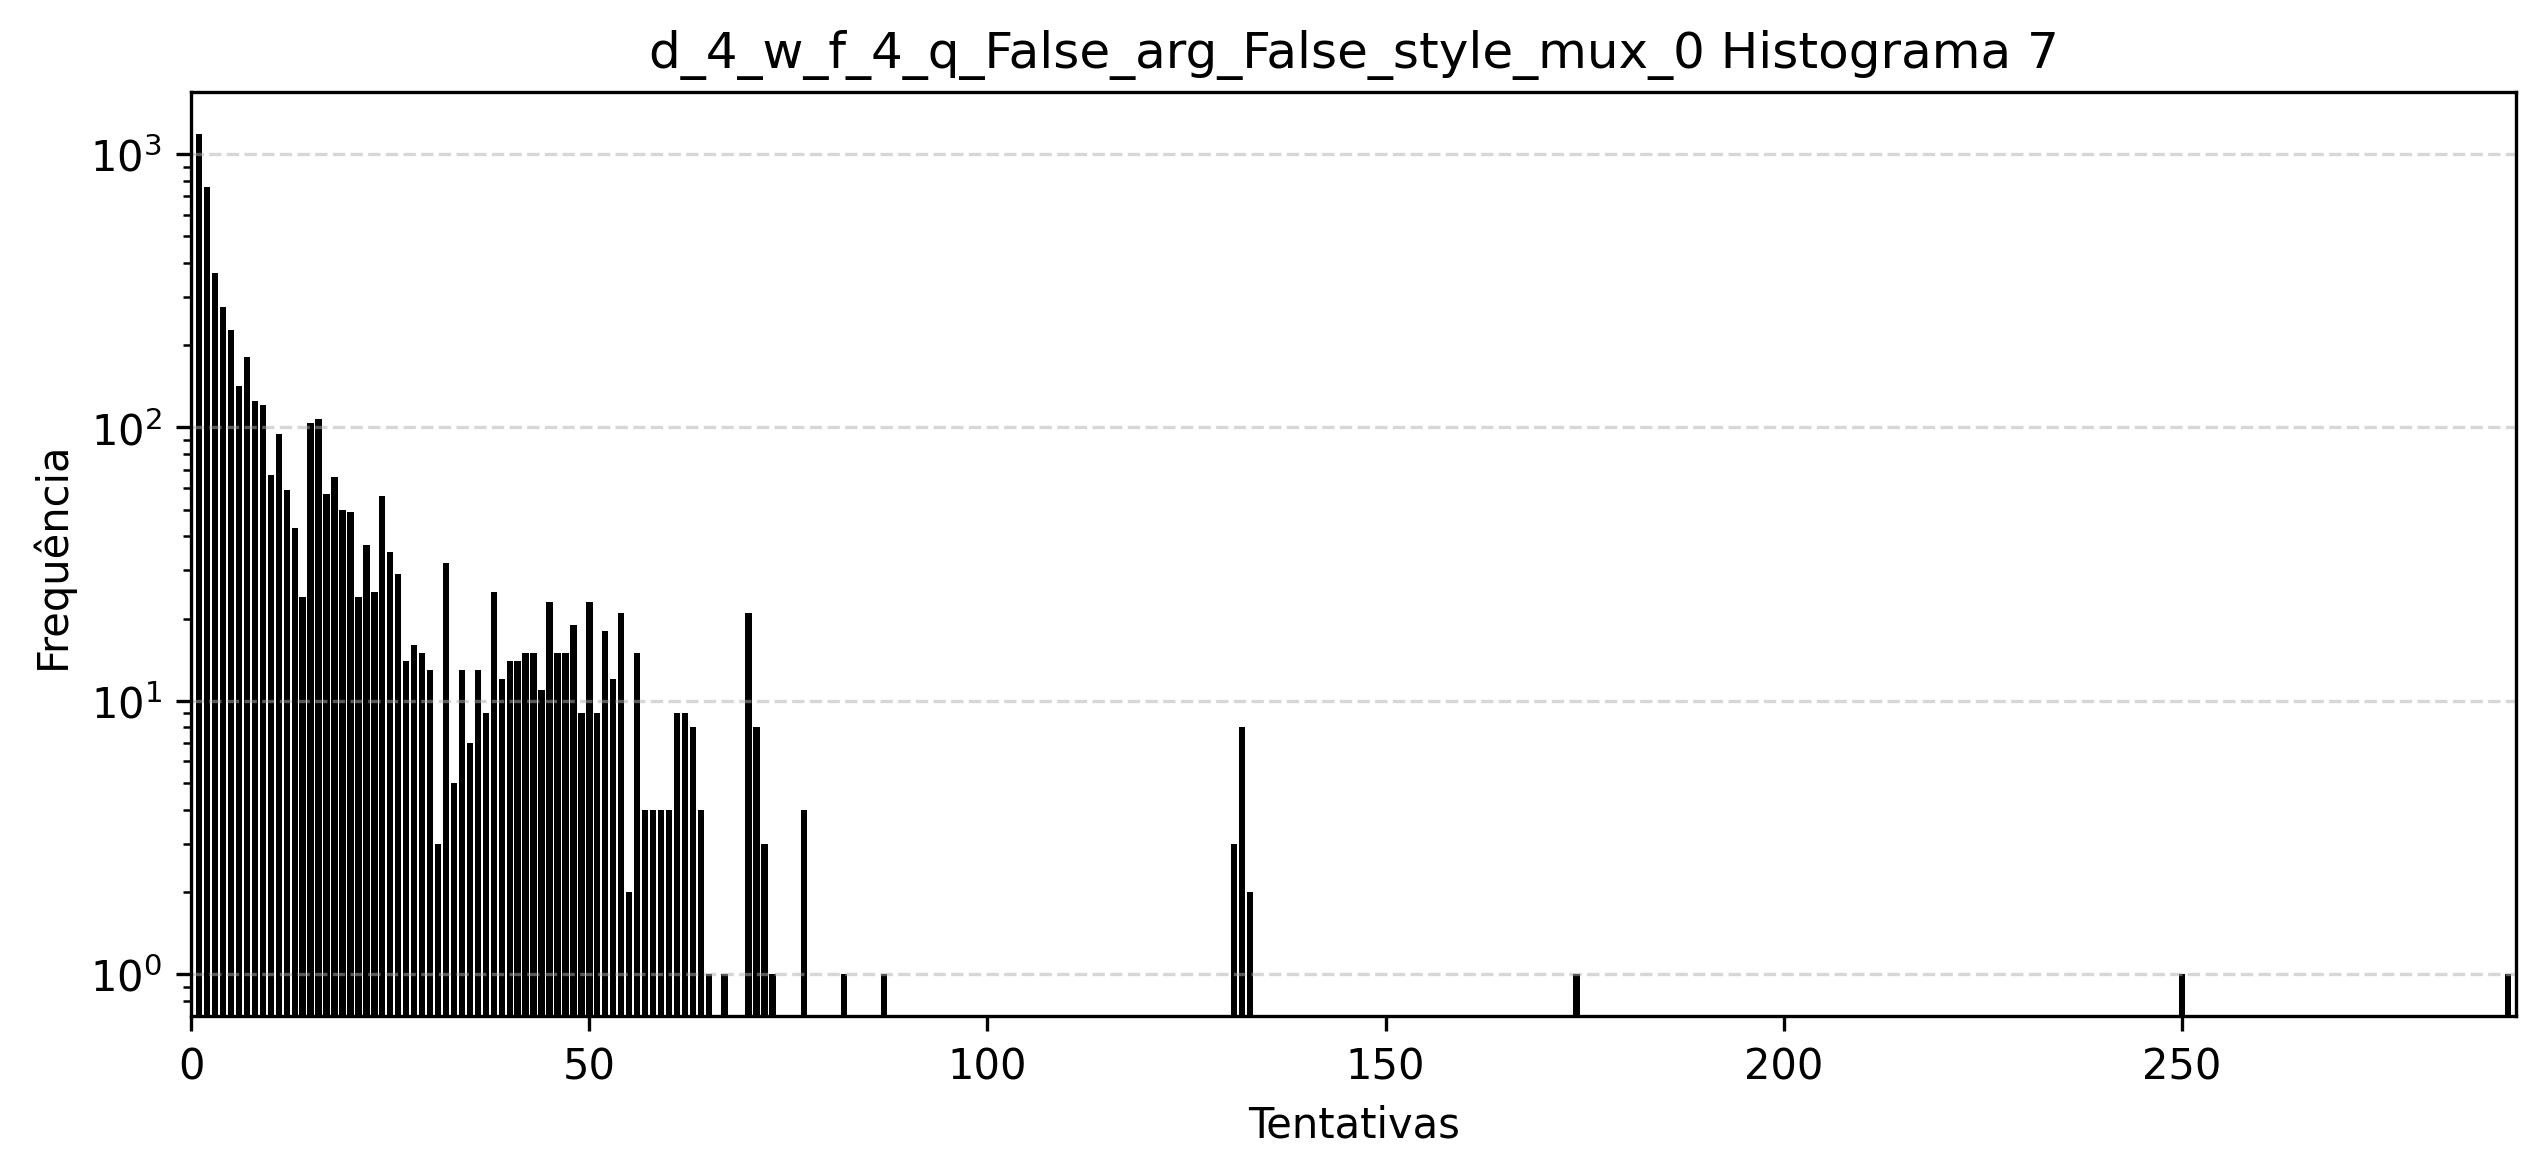 d_4_w_f_4_q_False_arg_False_style_mux_0 Histograma 7
Frequência
10³
10²
10¹
10⁰
0 50 100 150 200 250
Tentativas